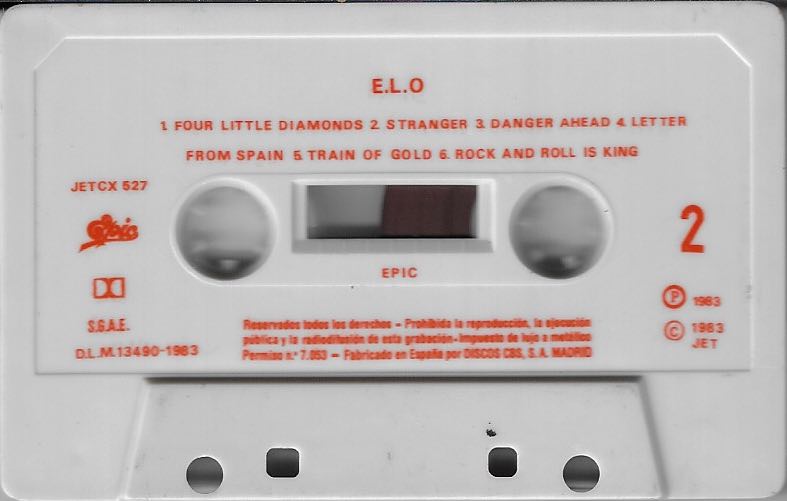 E.L.O
1. FOUR LITTLE DIAMONDS 2. STRANGER 3. DANGER AHEAD 4. LETTER
FROM SPAIN 5. TRAIN OF GOLD 6. ROCK AND ROLL IS KING
JETCX 527
Epic
2
EPIC
P 1983
S.G.A.E.
Reservados todos los derechos - Prohibida la reproducción, la ejecución
pública y la radiodifusión de esta grabación - Impuesto de lujo a metálico
Permiso n.º 7.053 - Fabricado en España por DISCOS CBS, S. A. MADRID
© 1983
JET
D.L.M.13490-1983